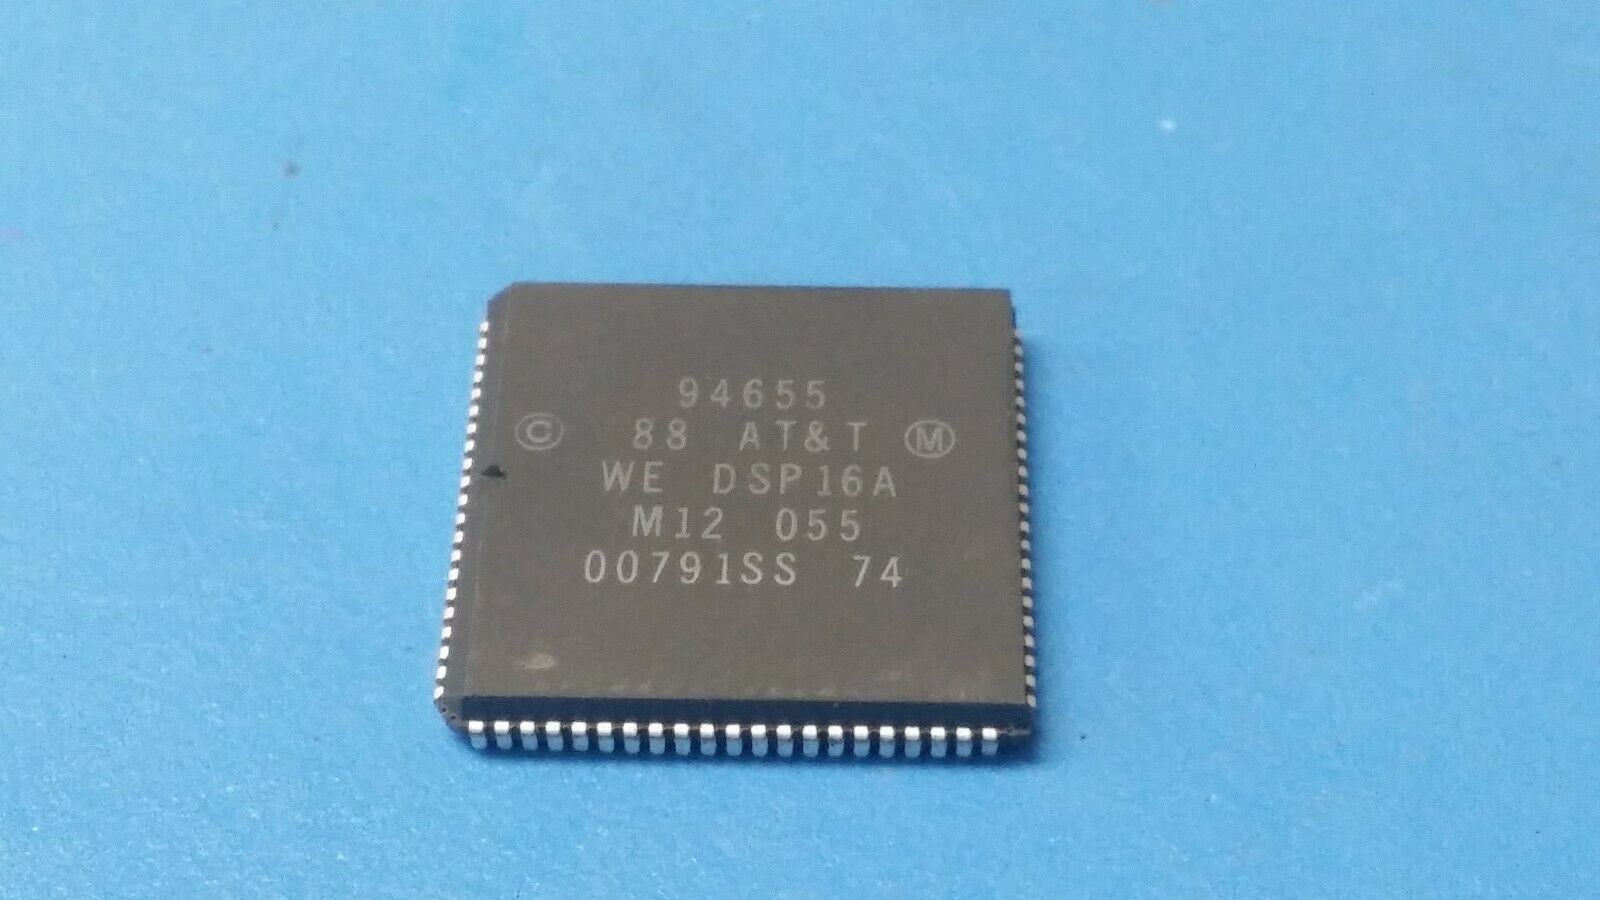 94655
© 88 AT&T Ⓜ
WE DSP16A
M12 055
00791SS 74